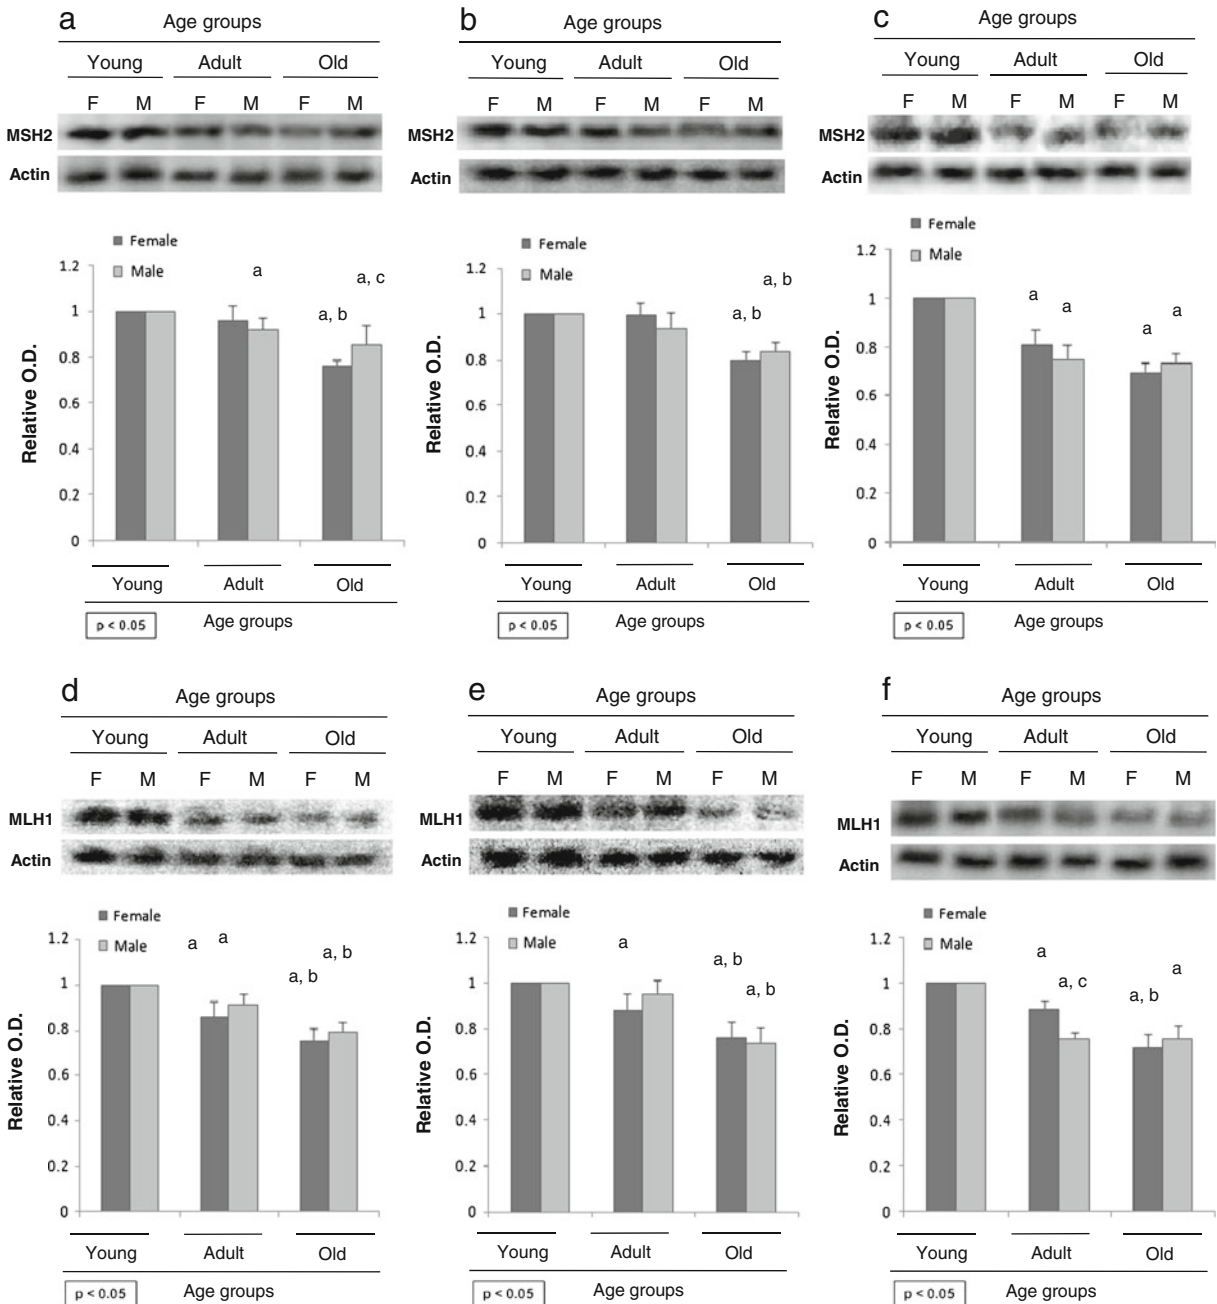 a
Age groups
Young Adult Old
F M F M F M
MSH2
Actin
Female
Male
Relative O.D.
1.2
1
0.8
0.6
0.4
0.2
0
a
a, b
a, c
Young Adult Old
p < 0.05
Age groups
b
Age groups
Young Adult Old
F M F M F M
MSH2
Actin
Female
Male
Relative O.D.
1.2
1
0.8
0.6
0.4
0.2
0
a, b
a, b
Young Adult Old
p < 0.05
Age groups
c
Age groups
Young Adult Old
F M F M F M
MSH2
Actin
Female
Male
Relative O.D.
1.2
1
0.8
0.6
0.4
0.2
0
a
a
a
a
Young Adult Old
p < 0.05
Age groups
d
Age groups
Young Adult Old
F M F M F M
MLH1
Actin
Female
Male
Relative O.D.
1.2
1
0.8
0.6
0.4
0.2
0
a
a
a, b
a, b
Young Adult Old
p < 0.05
Age groups
e
Age groups
Young Adult Old
F M F M F M
MLH1
Actin
Female
Male
Relative O.D.
1.2
1
0.8
0.6
0.4
0.2
0
a
a, b
a, b
Young Adult Old
p < 0.05
Age groups
f
Age groups
Young Adult Old
F M F M F M
MLH1
Actin
Female
Male
Relative O.D.
1.2
1
0.8
0.6
0.4
0.2
0
a
a, c
a, b
a
Young Adult Old
p < 0.05
Age groups